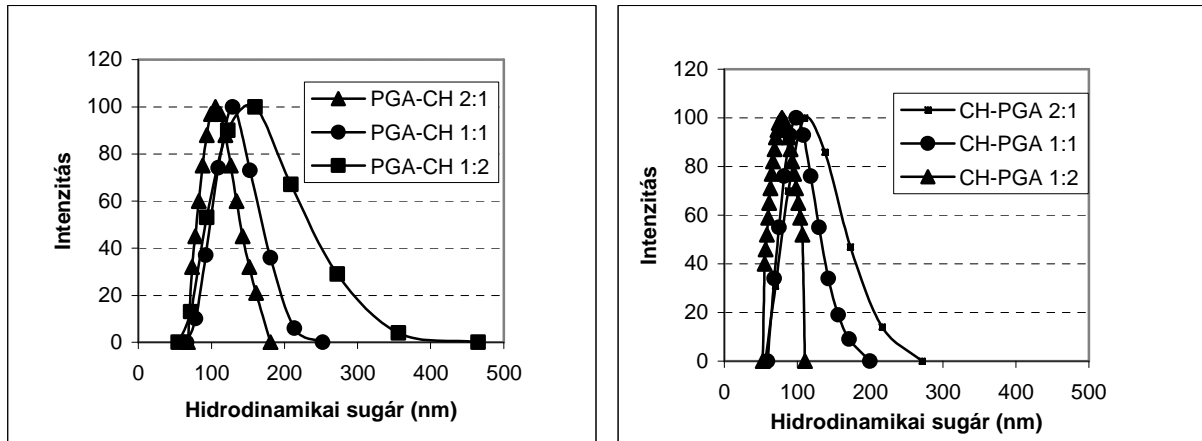 120
100
80
60
40
20
0
Intenzitás
PGA-CH 2:1
PGA-CH 1:1
PGA-CH 1:2
0 100 200 300 400 500
Hidrodinamikai sugár (nm)
120
100
80
60
40
20
0
Intenzitás
CH-PGA 2:1
CH-PGA 1:1
CH-PGA 1:2
0 100 200 300 400 500
Hidrodinamikai sugár (nm)